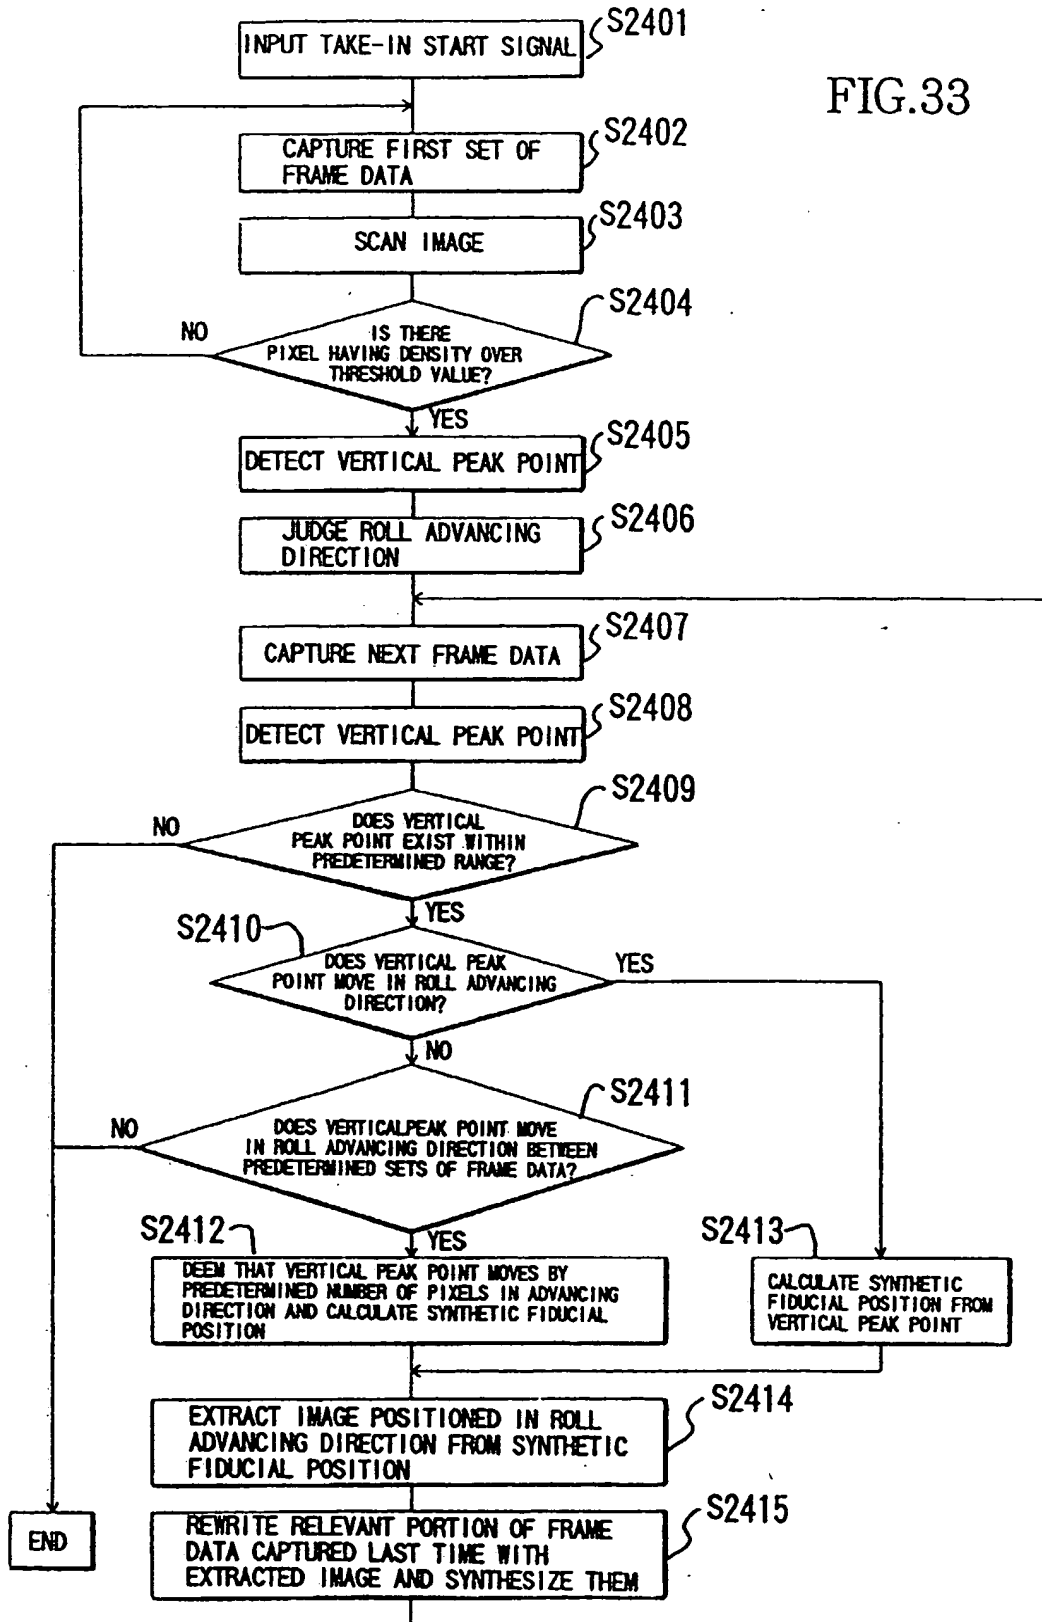 S2401
INPUT TAKE-IN START SIGNAL
FIG.33
S2402
CAPTURE FIRST SET OF
FRAME DATA
S2403
SCAN IMAGE
S2404
NO
IS THERE
PIXEL HAVING DENSITY OVER
THRESHOLD VALUE?
YES
S2405
DETECT VERTICAL PEAK POINT
S2406
JUDGE ROLL ADVANCING
DIRECTION
S2407
CAPTURE NEXT FRAME DATA
S2408
DETECT VERTICAL PEAK POINT
S2409
NO
DOES VERTICAL
PEAK POINT EXIST WITHIN
PREDETERMINED RANGE?
YES
S2410
DOES VERTICAL PEAK
POINT MOVE IN ROLL ADVANCING
DIRECTION?
YES
NO
S2411
NO
DOES VERTICALPEAK POINT MOVE
IN ROLL ADVANCING DIRECTION BETWEEN
PREDETERMINED SETS OF FRAME DATA?
YES
S2412
DEEM THAT VERTICAL PEAK POINT MOVES BY
PREDETERMINED NUMBER OF PIXELS IN ADVANCING
DIRECTION AND CALCULATE SYNTHETIC FIDUCIAL
POSITION
S2413
CALCULATE SYNTHETIC
FIDUCIAL POSITION FROM
VERTICAL PEAK POINT
S2414
EXTRACT IMAGE POSITIONED IN ROLL
ADVANCING DIRECTION FROM SYNTHETIC
FIDUCIAL POSITION
S2415
REWRITE RELEVANT PORTION OF FRAME
DATA CAPTURED LAST TIME WITH
EXTRACTED IMAGE AND SYNTHESIZE THEM
END